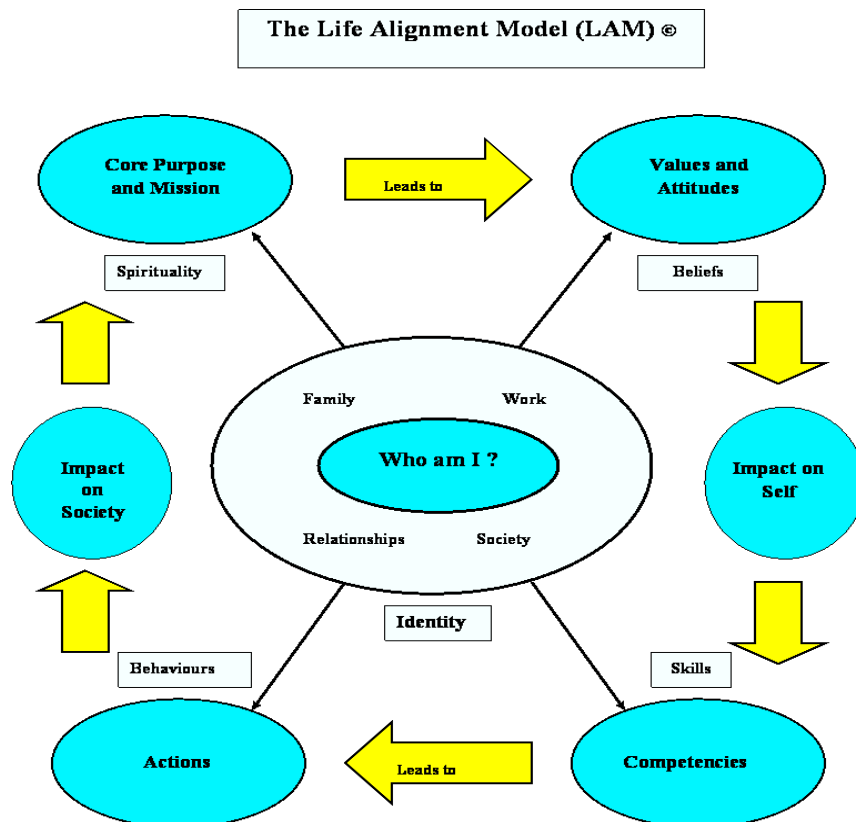 The Life Alignment Model (LAM) ©
Core Purpose
and Mission
Leads to
Values and
Attitudes
Spirituality
Beliefs
Family
Work
Who am I ?
Impact
on
Society
Impact on
Self
Relationships
Society
Identity
Behaviours
Skills
Actions
Leads to
Competencies